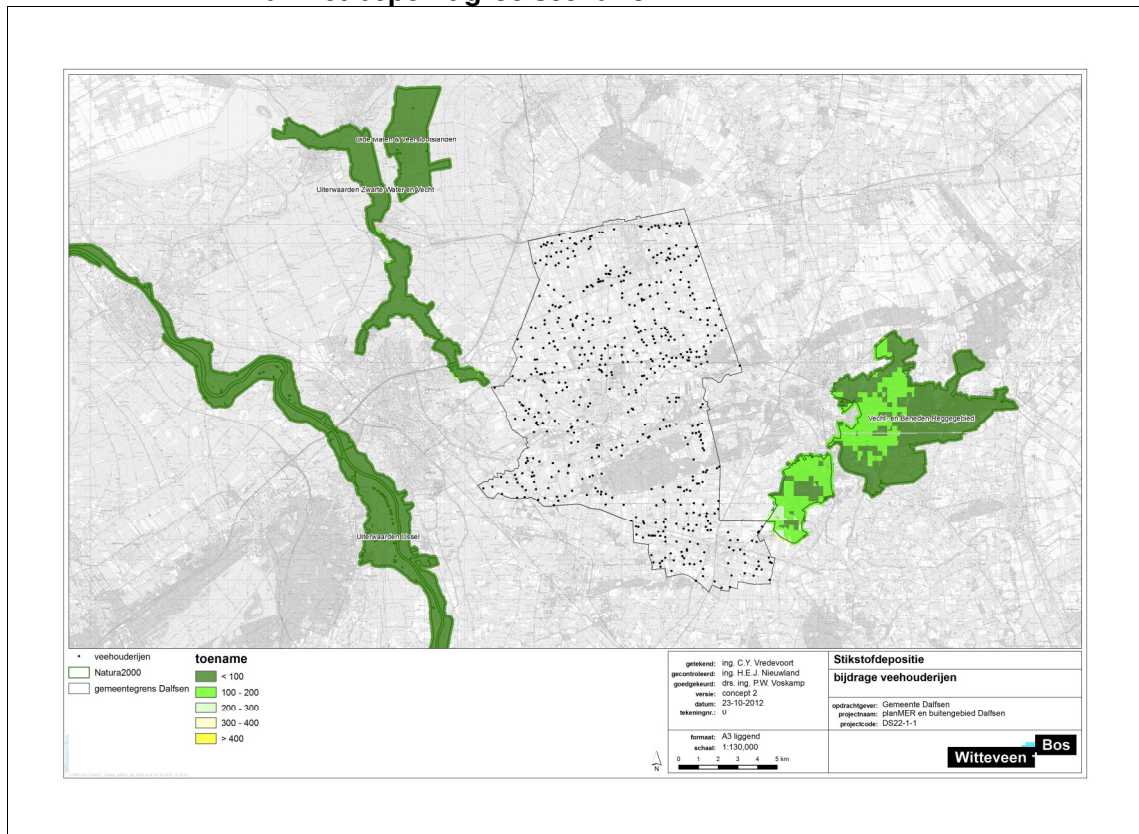 Olde Maten & Veerslootslanden
Uiterwaarden Zwarte Water en Vecht
Vecht- en Beneden-Reggegebied
Uiterwaarden IJssel
veehouderijen
Natura2000
gemeentegrens Dalfsen
toename
< 100
100 - 200
200 - 300
300 - 400
> 400
getekend: ing. C.Y. Vredevoort
gecontroleerd: ing. H.E.J. Nieuwland
goedgekeurd: drs. ing. P.W. Voskamp
versie: concept 2
datum: 23-10-2012
tekeningnr.: 0
formaat: A3 liggend
schaal: 1:130,000
N
0 1 2 3 4 5 km
Stikstofdepositie
bijdrage veehouderijen
opdrachtgever: Gemeente Dalfsen
projectnaam: planMER en buitengebied Dalfsen
projectcode: DS22-1-1
Witteveen + Bos